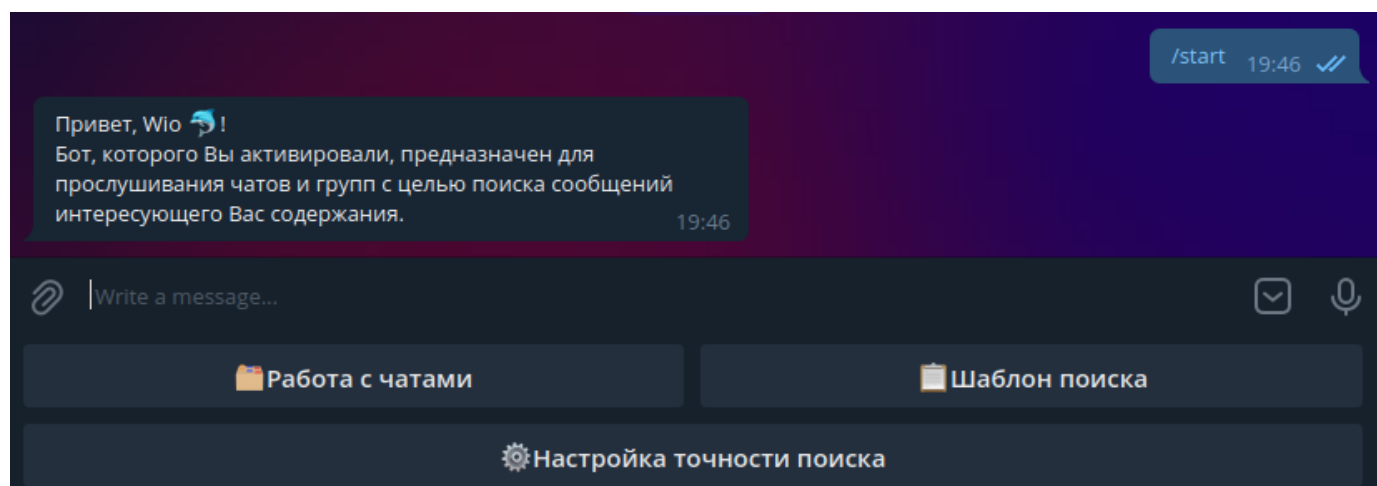 /start 19:46
Привет, Wio 🐬!
Бот, которого Вы активировали, предназначен для
прослушивания чатов и групп с целью поиска сообщений
интересующего Вас содержания.
19:46
Write a message...
Работа с чатами
Шаблон поиска
Настройка точности поиска